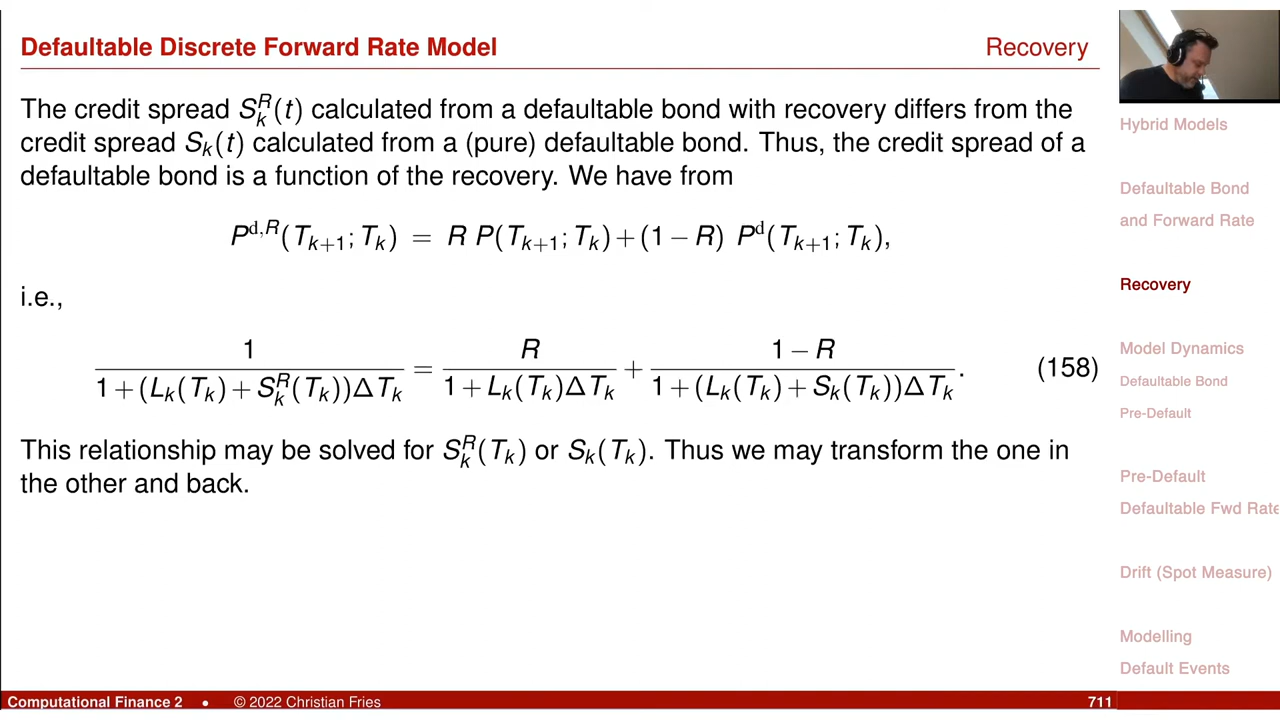 Defaultable Discrete Forward Rate Model
Recovery
The credit spread S_k^R(t) calculated from a defaultable bond with recovery differs from the
credit spread S_k(t) calculated from a (pure) defaultable bond. Thus, the credit spread of a
defaultable bond is a function of the recovery. We have from
P^{d,R}(T_{k+1}; T_k) = R P(T_{k+1}; T_k) + (1 − R) P^d(T_{k+1}; T_k),
i.e.,
1 / (1 + (L_k(T_k) + S_k^R(T_k))ΔT_k) = R / (1 + L_k(T_k)ΔT_k) + (1 − R) / (1 + (L_k(T_k) + S_k(T_k))ΔT_k). (158)
This relationship may be solved for S_k^R(T_k) or S_k(T_k). Thus we may transform the one in
the other and back.
Hybrid Models
Defaultable Bond
and Forward Rate
Recovery
Model Dynamics
Defaultable Bond
Pre-Default
Pre-Default
Defaultable Fwd Rate
Drift (Spot Measure)
Modelling
Default Events
Computational Finance 2 • © 2022 Christian Fries 711